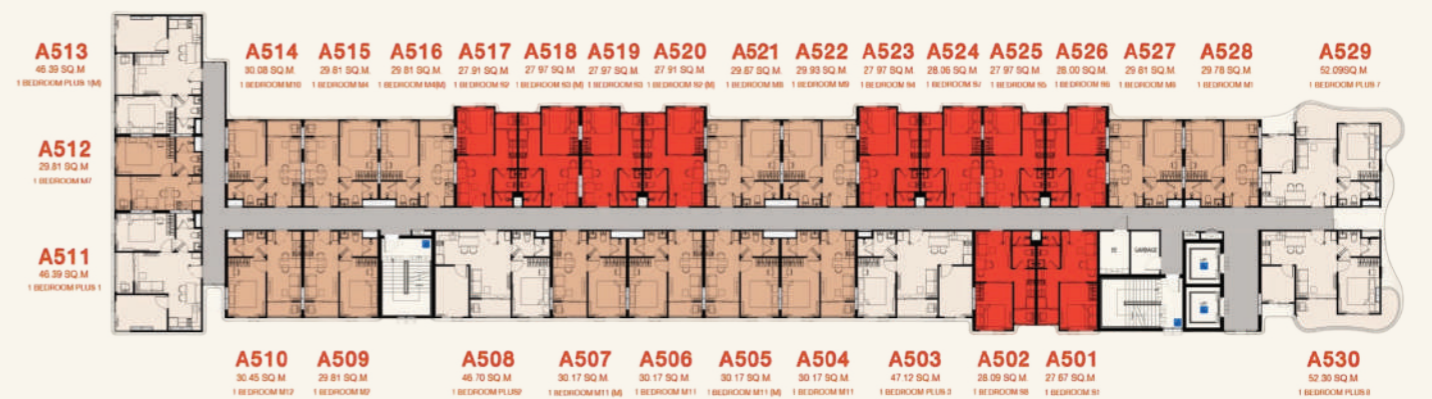 A513
46.39 SQ.M
1 BEDROOM PLUS 1(M)
A514
30.08 SQ.M.
1 BEDROOM M10
A515
29.81 SQ.M.
1 BEDROOM M4
A516
29.81 SQ.M.
1 BEDROOM M4(M)
A517
27.91 SQ.M
1 BEDROOM S2
A518
27.97 SQ.M
1 BEDROOM S3 (M)
A519
27.97 SQ.M
1 BEDROOM S3
A520
27.91 SQ.M
1 BEDROOM S2 (M)
A521
29.87 SQ.M
1 BEDROOM M8
A522
29.93 SQ.M
1 BEDROOM M9
A523
27.97 SQ.M
1 BEDROOM S4
A524
28.06 SQ.M
1 BEDROOM S7
A525
27.97 SQ.M
1 BEDROOM S5
A526
28.00 SQ.M
1 BEDROOM S6
A527
29.81 SQ.M
1 BEDROOM M6
A528
29.78 SQ.M
1 BEDROOM M1
A529
52.09SQ.M
1 BEDROOM PLUS 7
A512
29.81 SQ.M
1 BEDROOM M7
A511
46.39 SQ.M
1 BEDROOM PLUS 1
EE
GARBAGE
A510
30.45 SQ.M
1 BEDROOM M12
A509
29.81 SQ.M
1 BEDROOM M2
A508
46.70 SQ.M
1 BEDROOM PLUS2
A507
30.17 SQ.M
1 BEDROOM M11 (M)
A506
30.17 SQ.M
1 BEDROOM M11
A505
30.17 SQ.M
1 BEDROOM M11 (M)
A504
30.17 SQ.M
1 BEDROOM M11
A503
47.12 SQ.M
1 BEDROOM PLUS 3
A502
28.09 SQ.M
1 BEDROOM S8
A501
27.67 SQ.M
1 BEDROOM S1
A530
52.30 SQ.M
1 BEDROOM PLUS 8